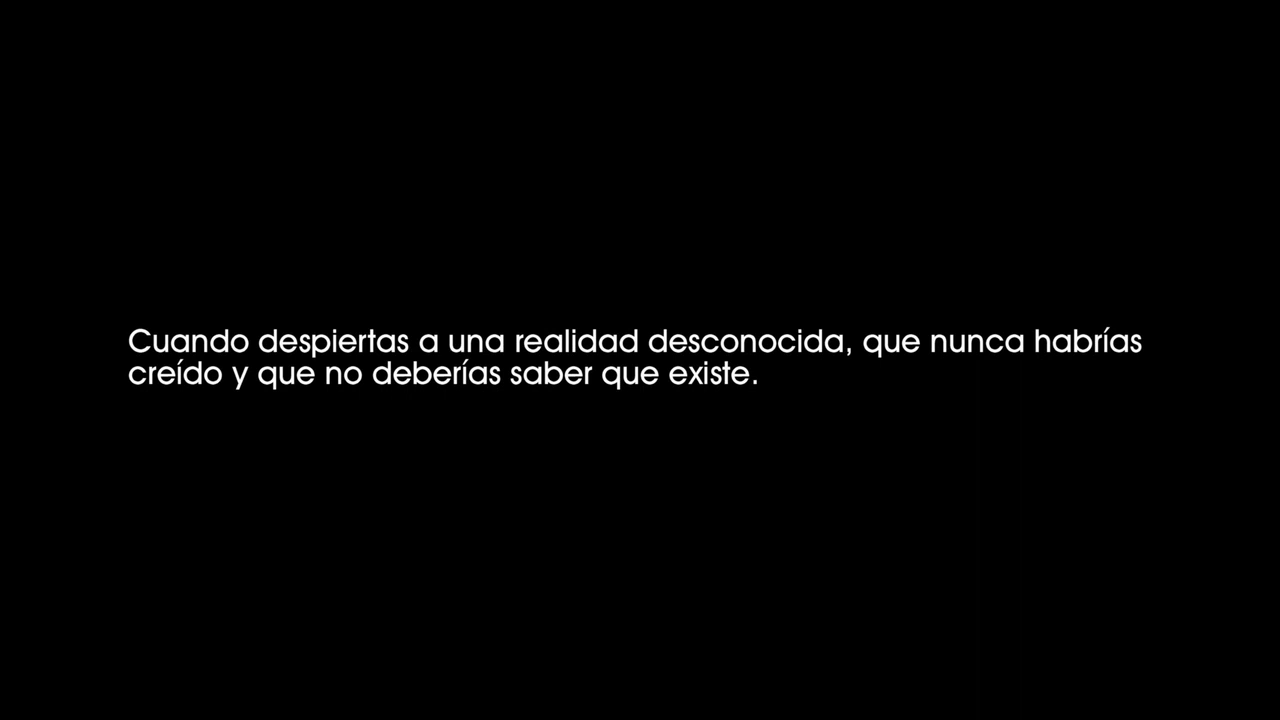 Cuando despiertas a una realidad desconocida, que nunca habrías
creído y que no deberías saber que existe.